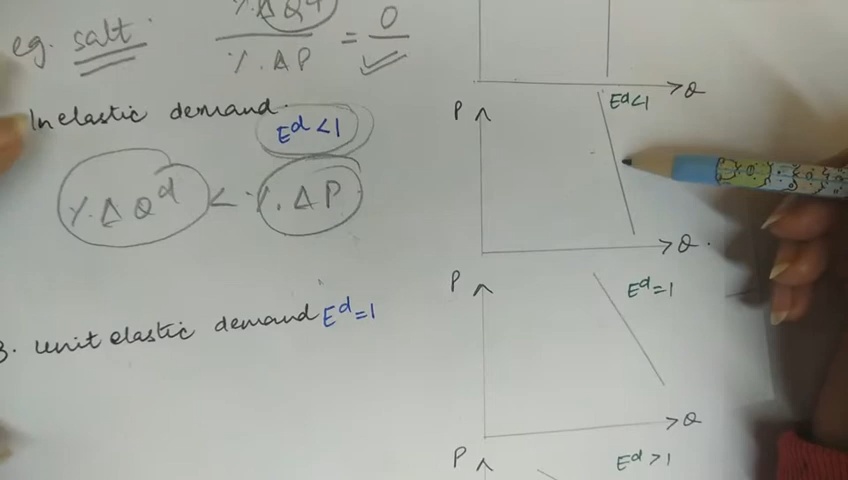 %ΔQd
eg. salt.
%.ΔP
= 0
Inelastic demand.
Ed<1
%.ΔQd < %.ΔP
3. unit elastic demand Ed=1
Q
P
Ed<1
Q
P
Ed=1
Q
P
Ed>1